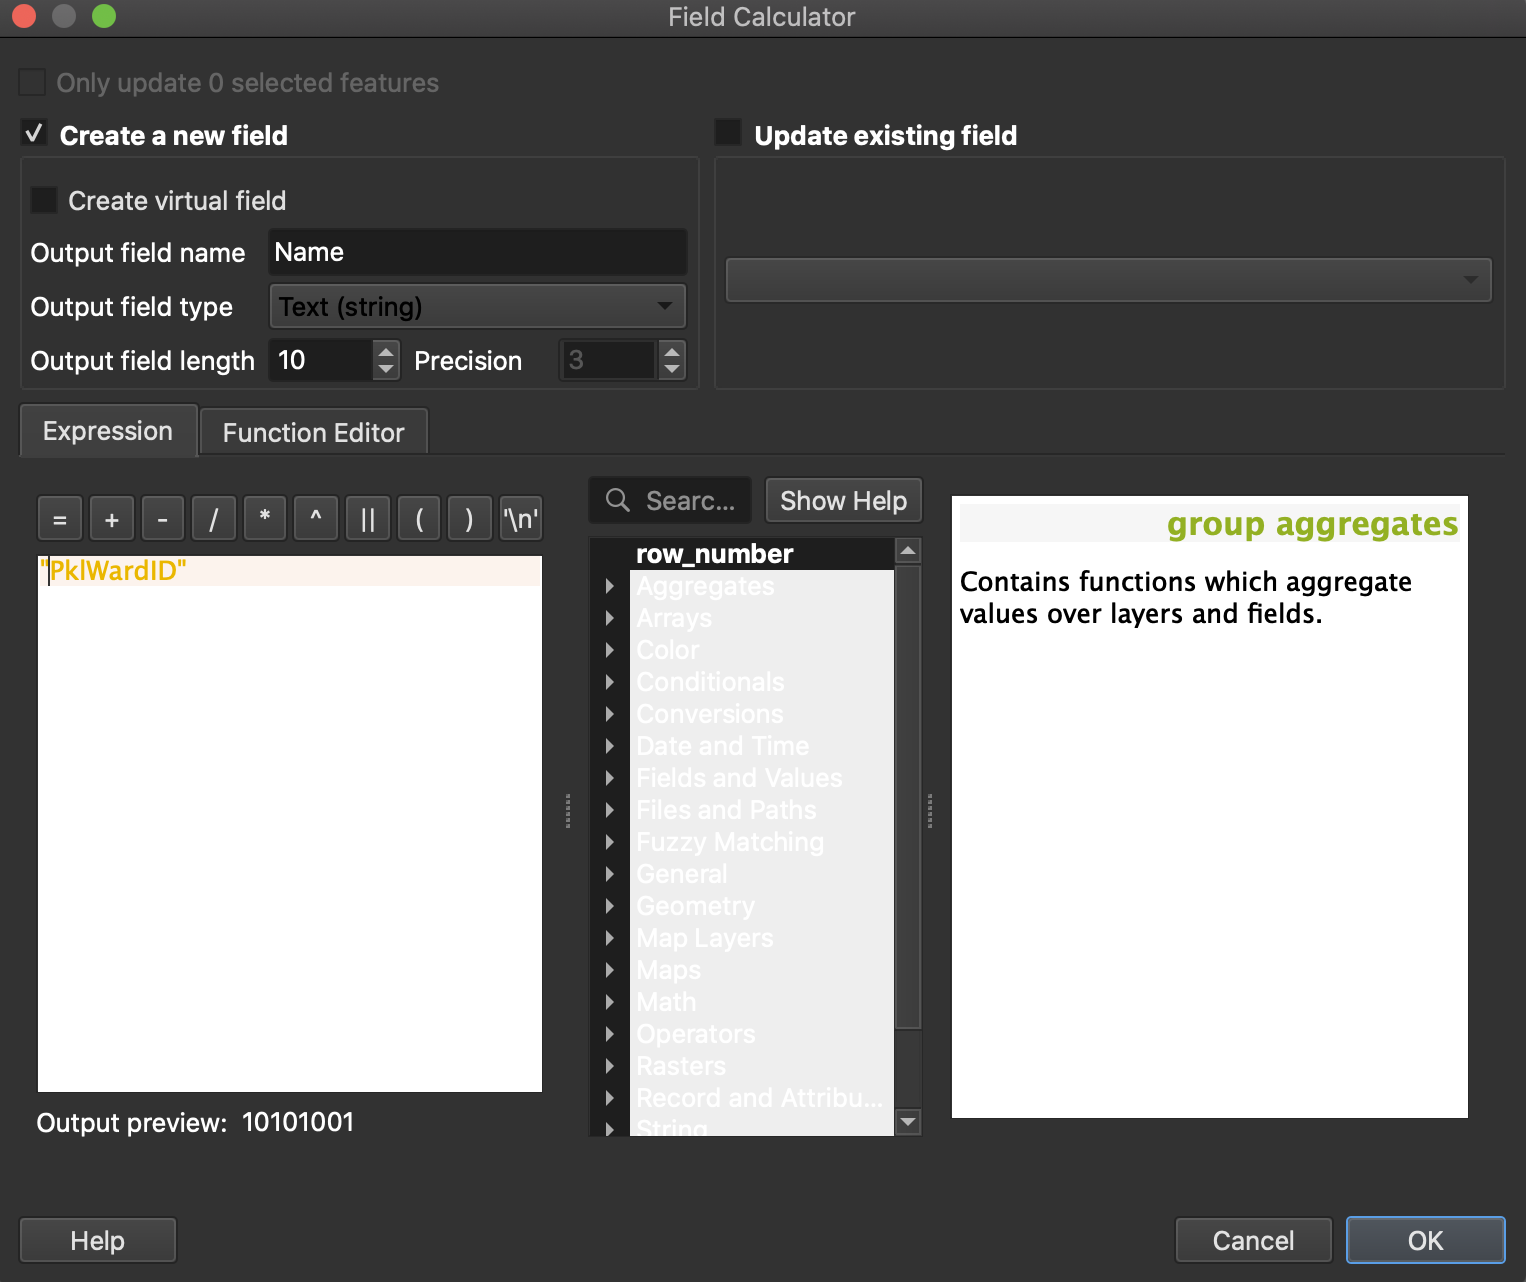 Field Calculator
Only update 0 selected features
✓ Create a new field
Update existing field
Create virtual field
Output field name Name
Output field type Text (string)
Output field length 10 Precision 3
Expression Function Editor
= + - / * ^ || ( ) '\n'
Searc... Show Help
"PklWardID"
Output preview: 10101001
row_number
Aggregates
Arrays
Color
Conditionals
Conversions
Date and Time
Fields and Values
Files and Paths
Fuzzy Matching
General
Geometry
Map Layers
Maps
Math
Operators
Rasters
Record and Attribu...
String
group aggregates
Contains functions which aggregate
values over layers and fields.
Help
Cancel OK